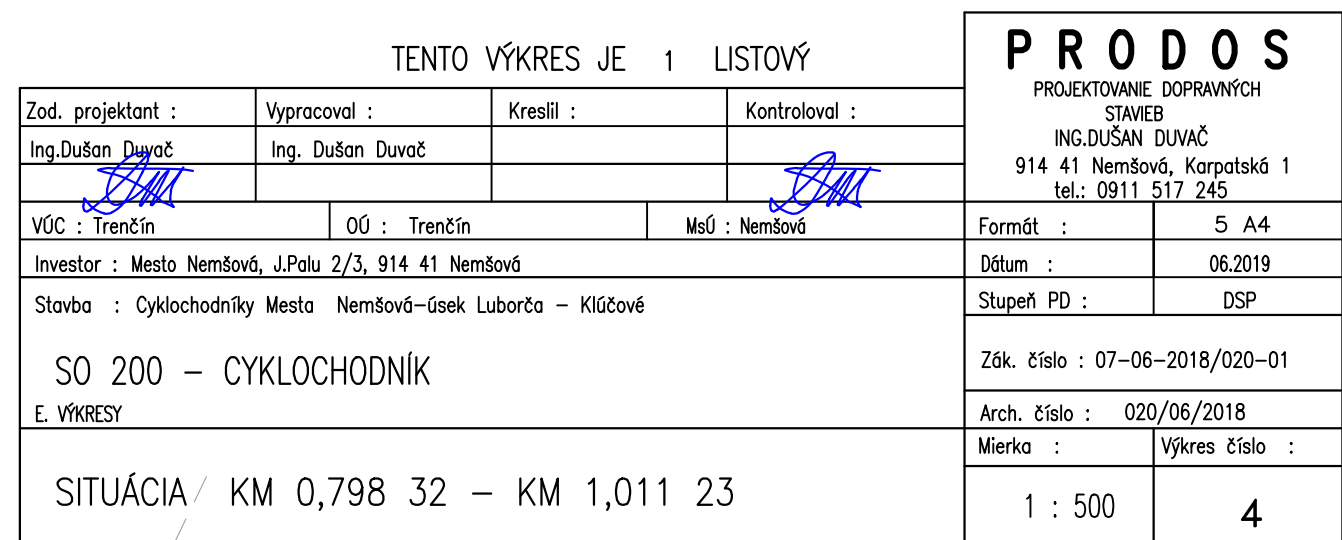 TENTO VÝKRES JE 1 LISTOVÝ
Zod. projektant : Vypracoval : Kreslil : Kontroloval :
Ing.Dušan Duvač Ing. Dušan Duvač
VÚC : Trenčín OÚ : Trenčín MsÚ : Nemšová
Investor : Mesto Nemšová, J.Palu 2/3, 914 41 Nemšová
Stavba : Cyklochodníky Mesta Nemšová-úsek Luborča – Klúčové
SO 200 – CYKLOCHODNÍK
E. VÝKRESY
SITUÁCIA KM 0,798 32 – KM 1,011 23
PRODOS
PROJEKTOVANIE DOPRAVNÝCH
STAVIEB
ING.DUŠAN DUVAČ
914 41 Nemšová, Karpatská 1
tel.: 0911 517 245
Formát : 5 A4
Dátum : 06.2019
Stupeň PD : DSP
Zák. číslo : 07-06-2018/020-01
Arch. číslo : 020/06/2018
Mierka : Výkres číslo :
1 : 500 4